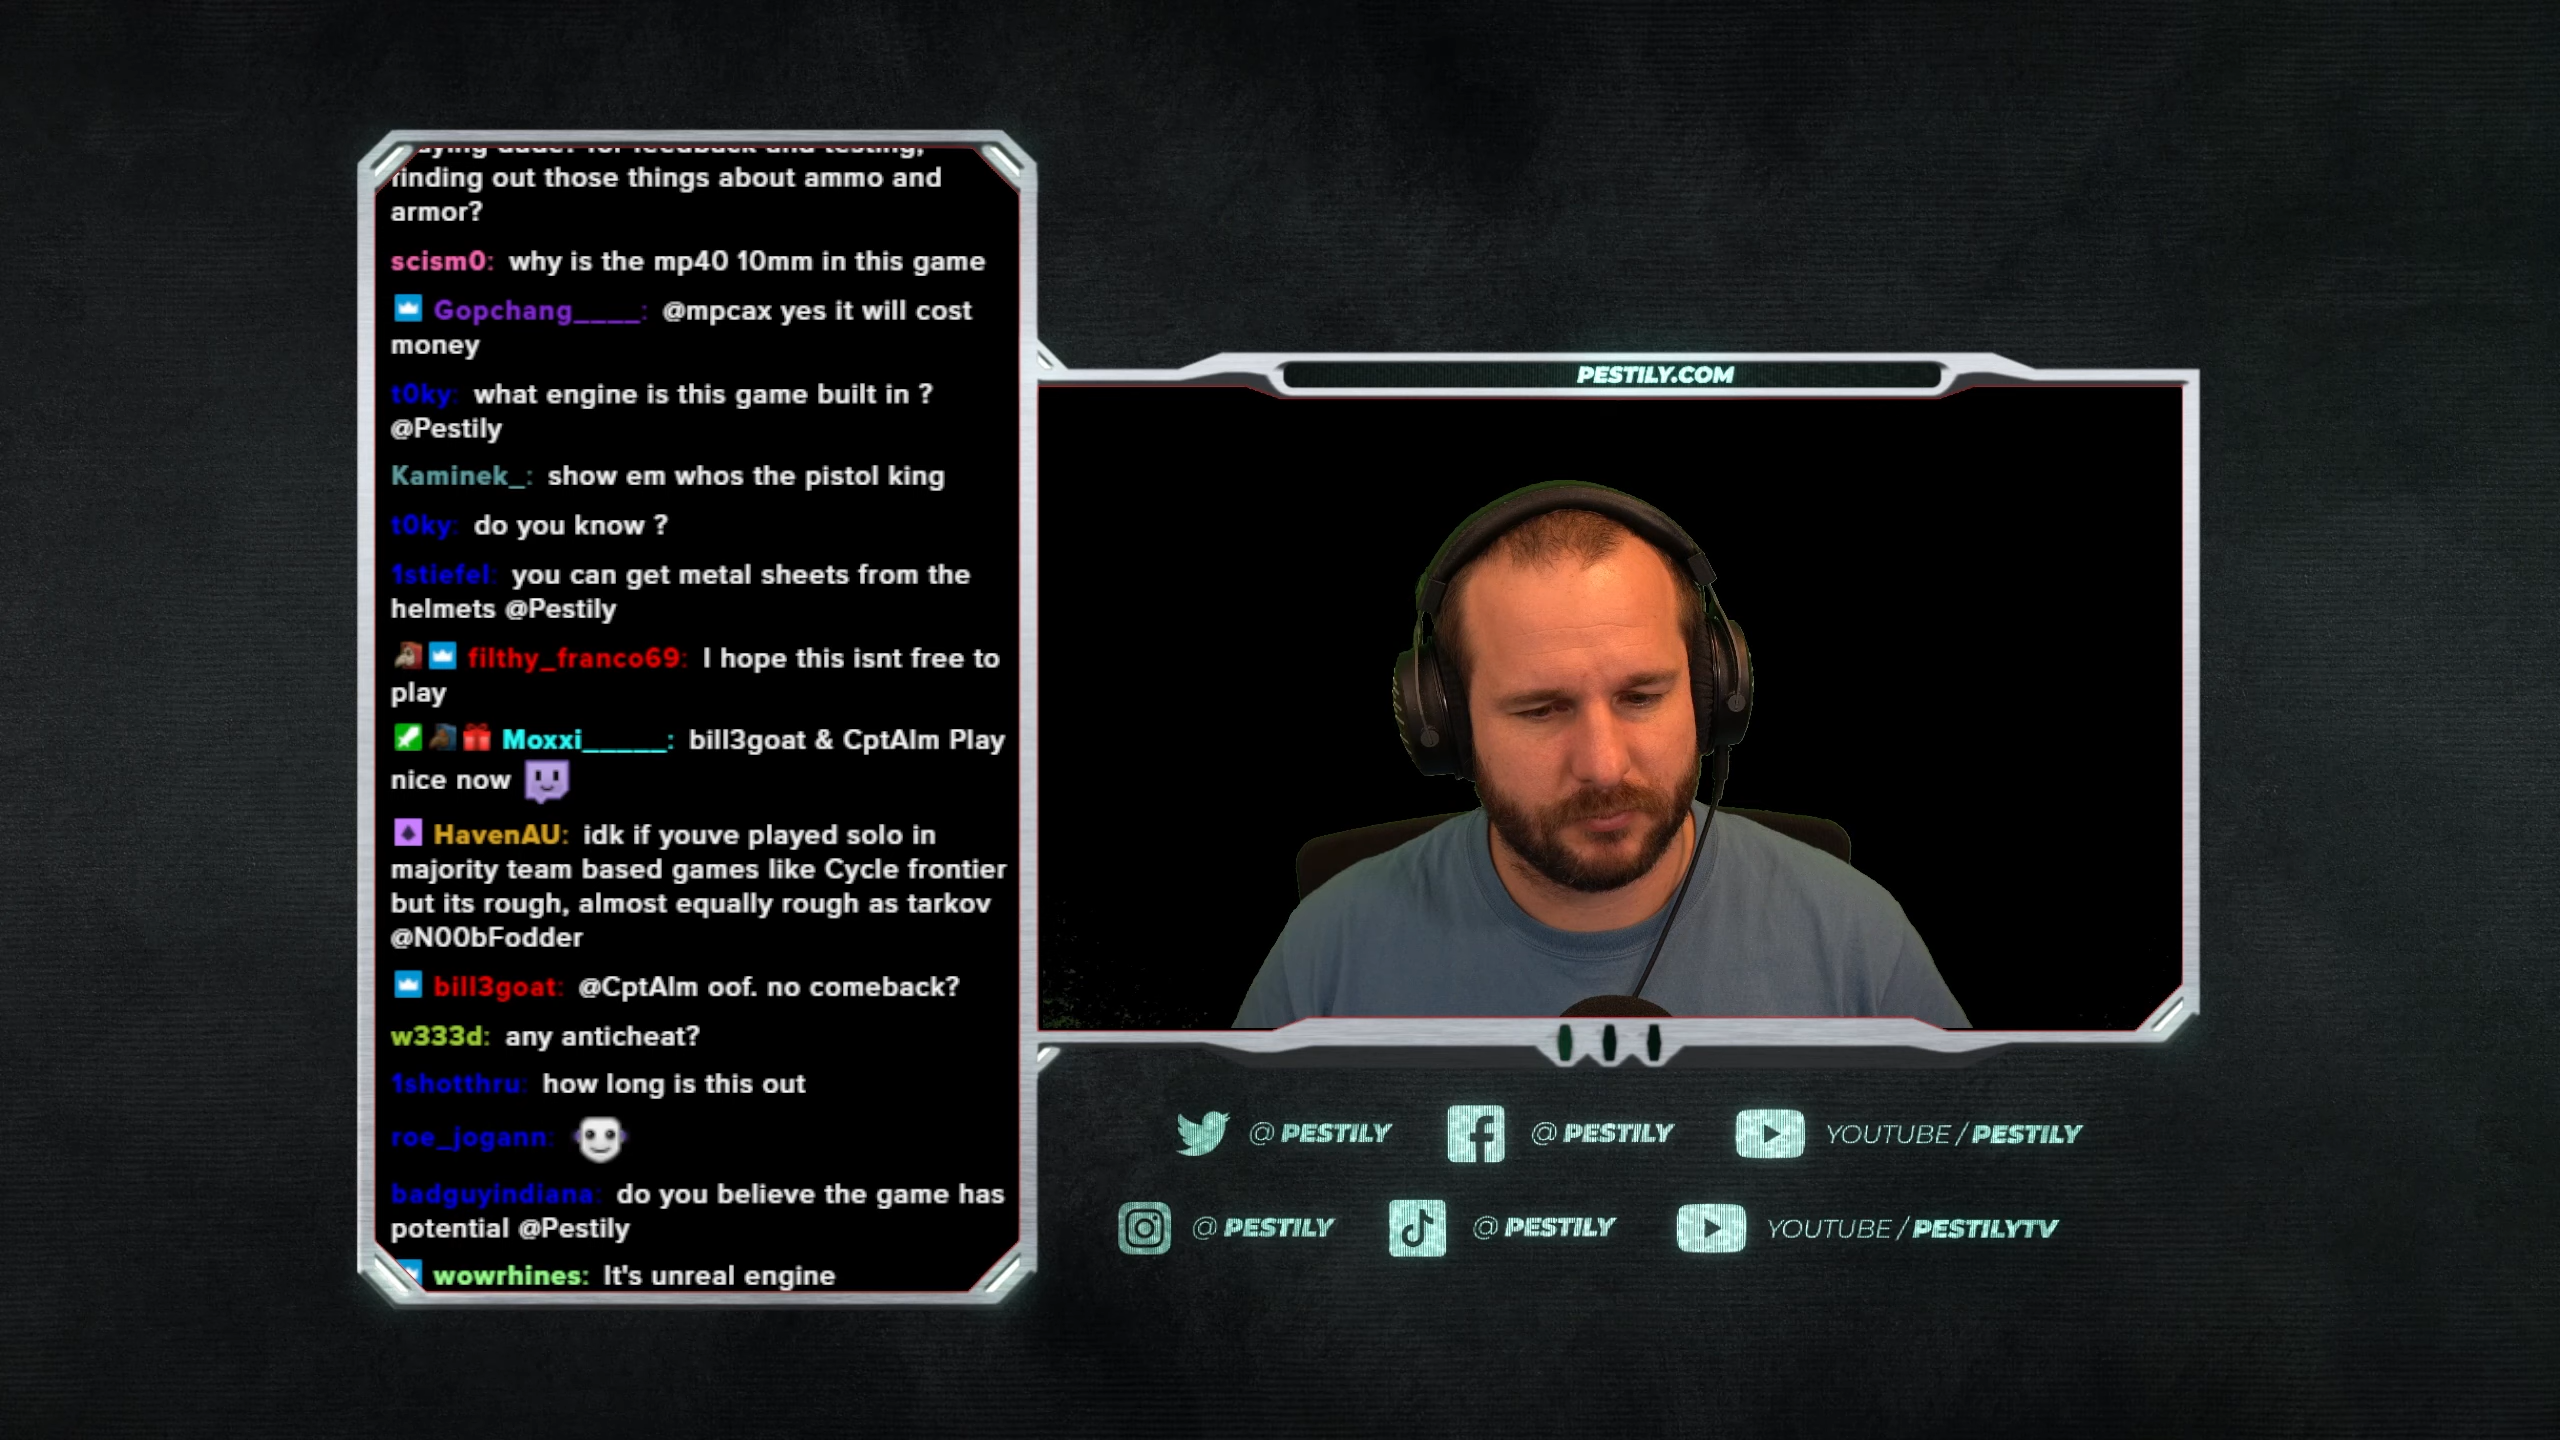 finding out those things about ammo and
armor?
scism0: why is the mp40 10mm in this game
Gopchang____: @mpcax yes it will cost
money
t0ky: what engine is this game built in ?
@Pestily
Kaminek_: show em whos the pistol king
t0ky: do you know ?
1stiefel: you can get metal sheets from the
helmets @Pestily
filthy_franco69: I hope this isnt free to
play
Moxxi_____: bill3goat & CptAlm Play
nice now
HavenAU: idk if youve played solo in
majority team based games like Cycle frontier
but its rough, almost equally rough as tarkov
@N00bFodder
bill3goat: @CptAlm oof. no comeback?
w333d: any anticheat?
1shotthru: how long is this out
roe_jogann:
badguyindiana: do you believe the game has
potential @Pestily
wowrhines: It's unreal engine
PESTILY.COM
@PESTILY @PESTILY YOUTUBE/PESTILY
@PESTILY @PESTILY YOUTUBE/PESTILYTV